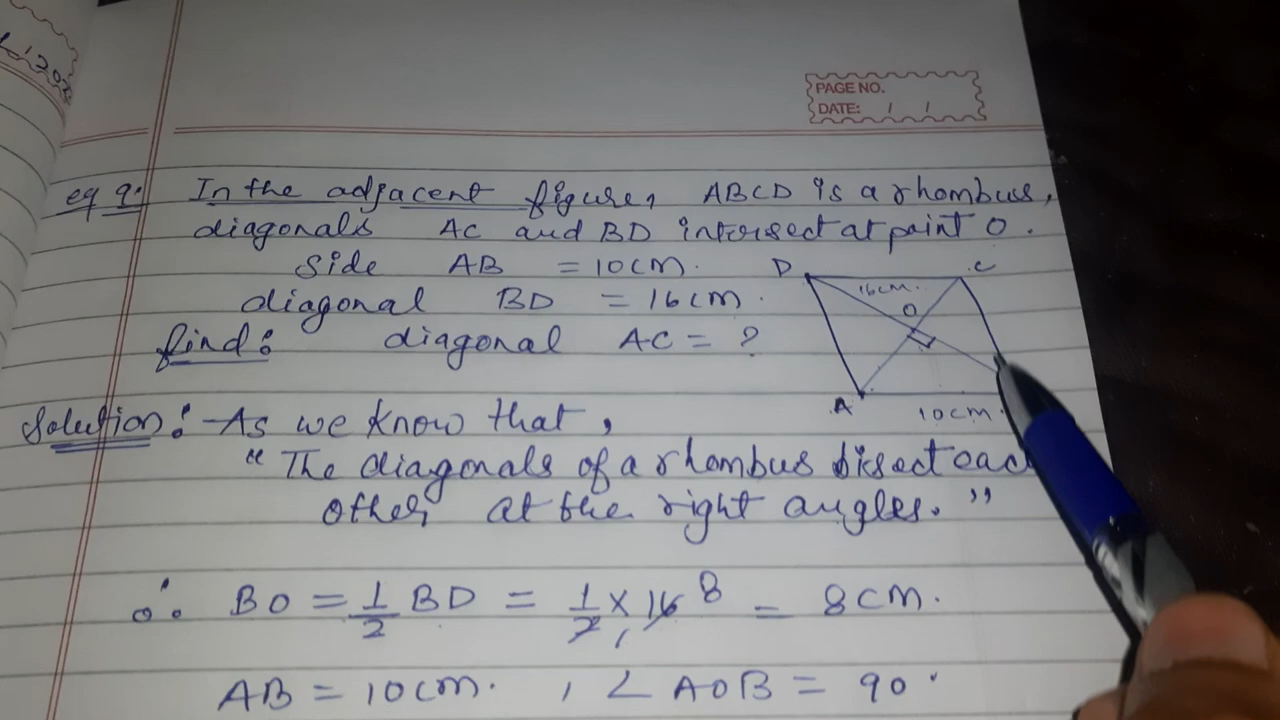 PAGE NO.
DATE: / /
eg 9: In the adjacent figure, ABCD is a rhombus,
diagonals AC and BD intersect at point O.
Side AB = 10cm.
diagonal BD = 16cm.
find: diagonal AC = ?
D C
16cm.
O
A 10cm.
Solution: - As we know that,
"The diagonals of a rhombus bisect eac
other at the right angles."
∴ BO = 1/2 BD = 1/2 × 16 8 = 8cm.
AB = 10cm. , ∠AOB = 90°